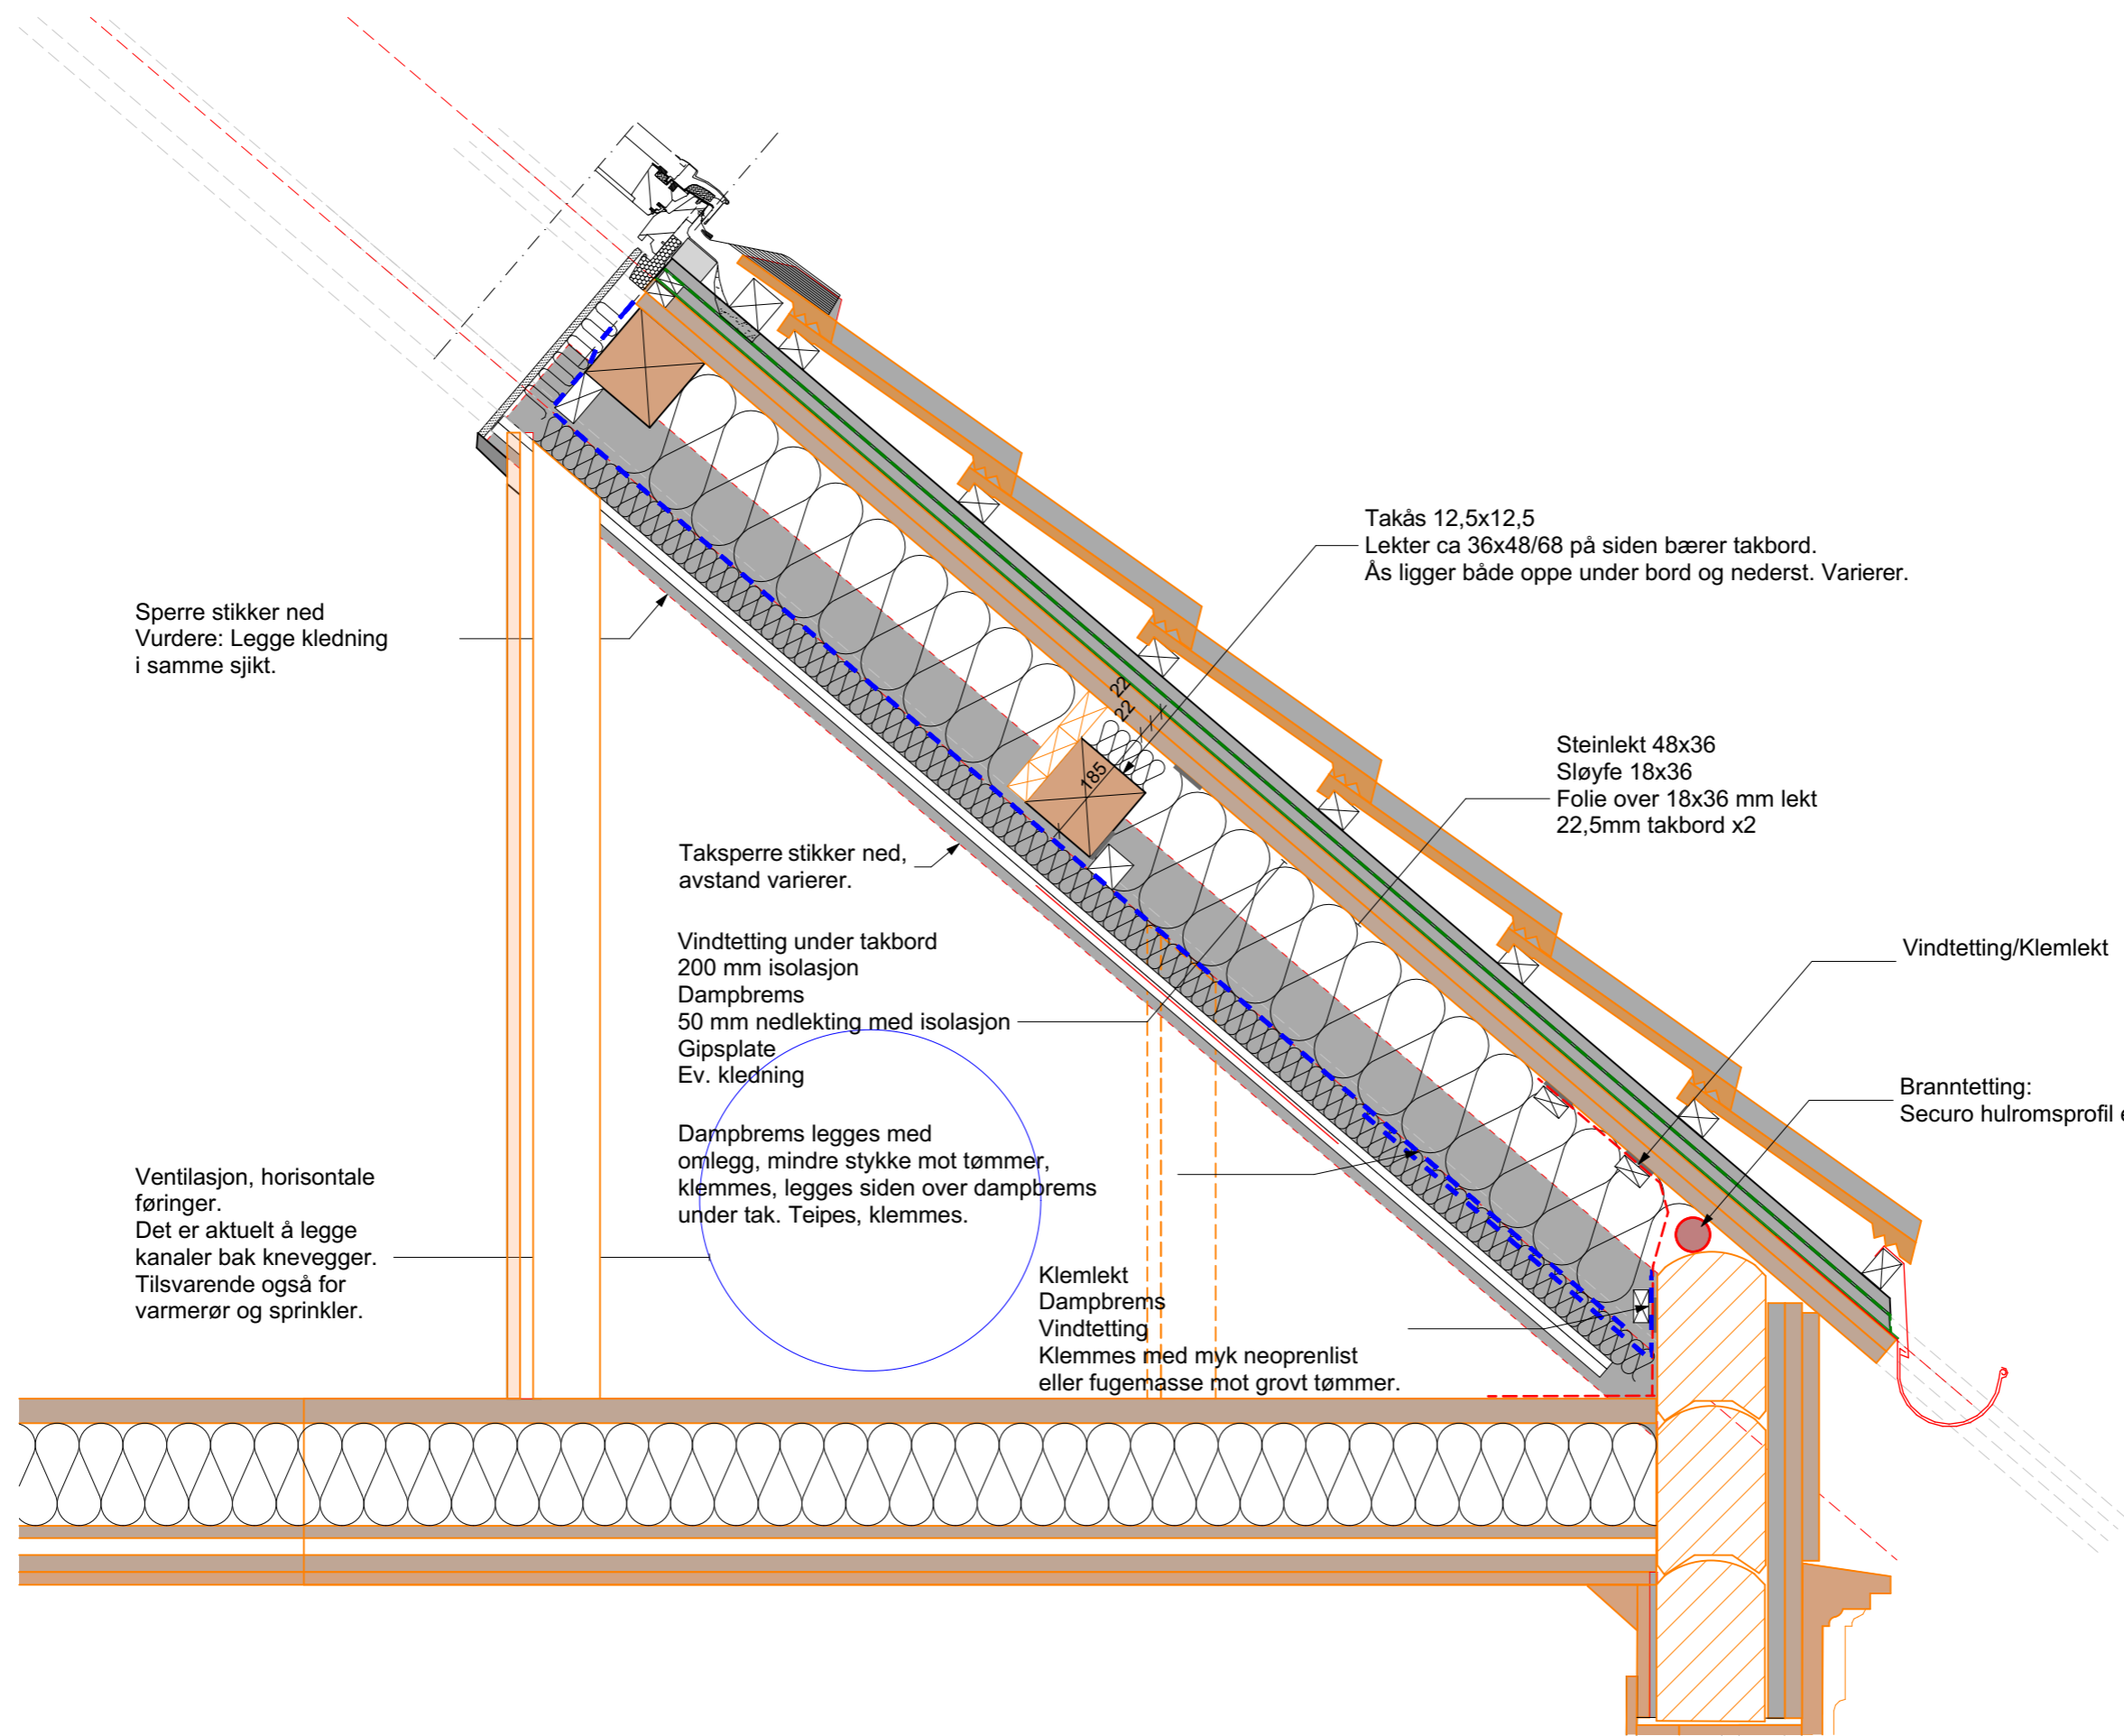 Takås 12,5x12,5
Lekter ca 36x48/68 på siden bærer takbord.
Ås ligger både oppe under bord og nederst. Varierer.
Sperre stikker ned
Vurdere: Legge kledning
i samme sjikt.
22
22
185
Steinlekt 48x36
Sløyfe 18x36
Folie over 18x36 mm lekt
22,5mm takbord x2
Taksperre stikker ned,
avstand varierer.
Vindtetting under takbord
200 mm isolasjon
Dampbrems
50 mm nedlekting med isolasjon
Gipsplate
Ev. kledning
Vindtetting/Klemlekt
Branntetting:
Securo hulromsprofil e
Dampbrems legges med
omlegg, mindre stykke mot tømmer,
klemmes, legges siden over dampbrems
under tak. Teipes, klemmes.
Ventilasjon, horisontale
føringer.
Det er aktuelt å legge
kanaler bak knevegger.
Tilsvarende også for
varmerør og sprinkler.
Klemlekt
Dampbrems
Vindtetting
Klemmes med myk neoprenlist
eller fugemasse mot grovt tømmer.